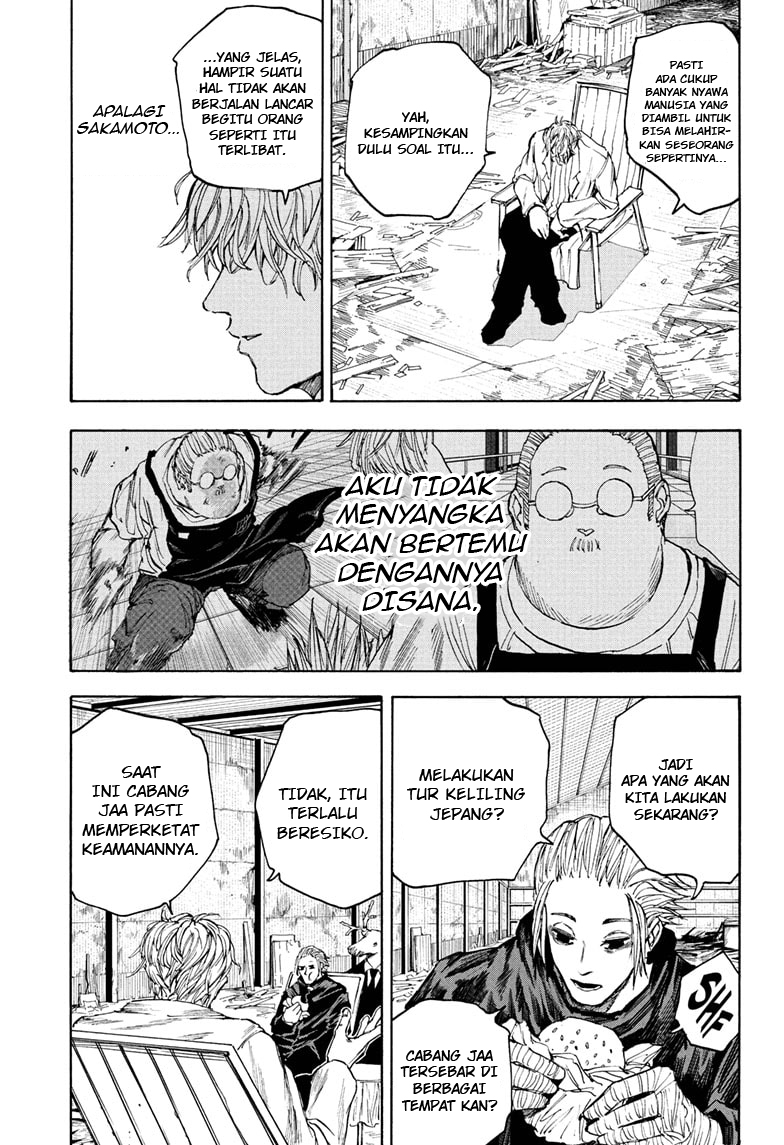 PASTI
ADA CUKUP
BANYAK NYAWA
MANUSIA YANG
DIAMBIL UNTUK
BISA MELAHIR-
KAN SESEORANG
SEPERTINYA...
YAH,
KESAMPINGKAN
DULU SOAL ITU...
...YANG JELAS,
HAMPIR SUATU
HAL TIDAK AKAN
BERJALAN LANCAR
BEGITU ORANG
SEPERTI ITU
TERLIBAT.
APALAGI
SAKAMOTO...
AKU TIDAK
MENYANGKA
AKAN BERTEMU
DENGANNYA
DISANA.
JADI
APA YANG AKAN
KITA LAKUKAN
SEKARANG?
MELAKUKAN
TUR KELILING
JEPANG?
SHF
CABANG JAA
TERSEBAR DI
BERBAGAI
TEMPAT KAN?
TIDAK, ITU
TERLALU
BERESIKO.
SAAT
INI CABANG
JAA PASTI
MEMPERKETAT
KEAMANANNYA.